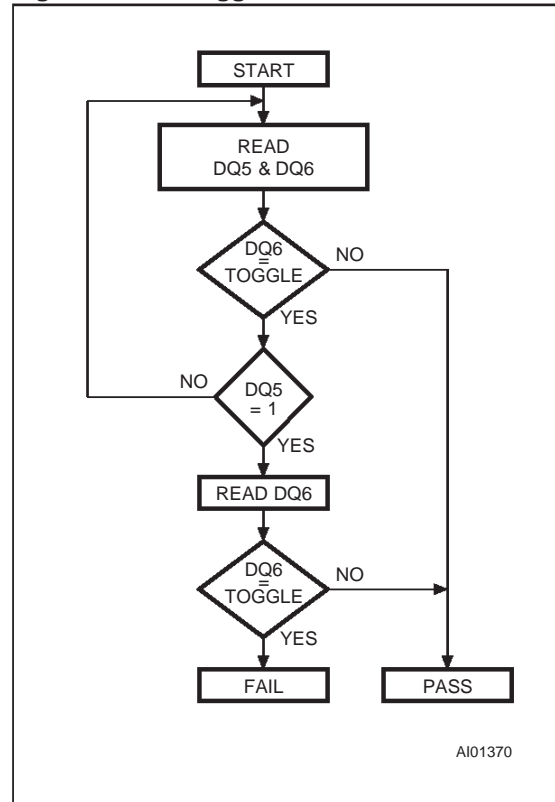 START
READ
DQ5 & DQ6
DQ6
=
TOGGLE
NO
YES
NO
DQ5
= 1
YES
READ DQ6
DQ6
=
TOGGLE
NO
YES
FAIL
PASS
AI01370